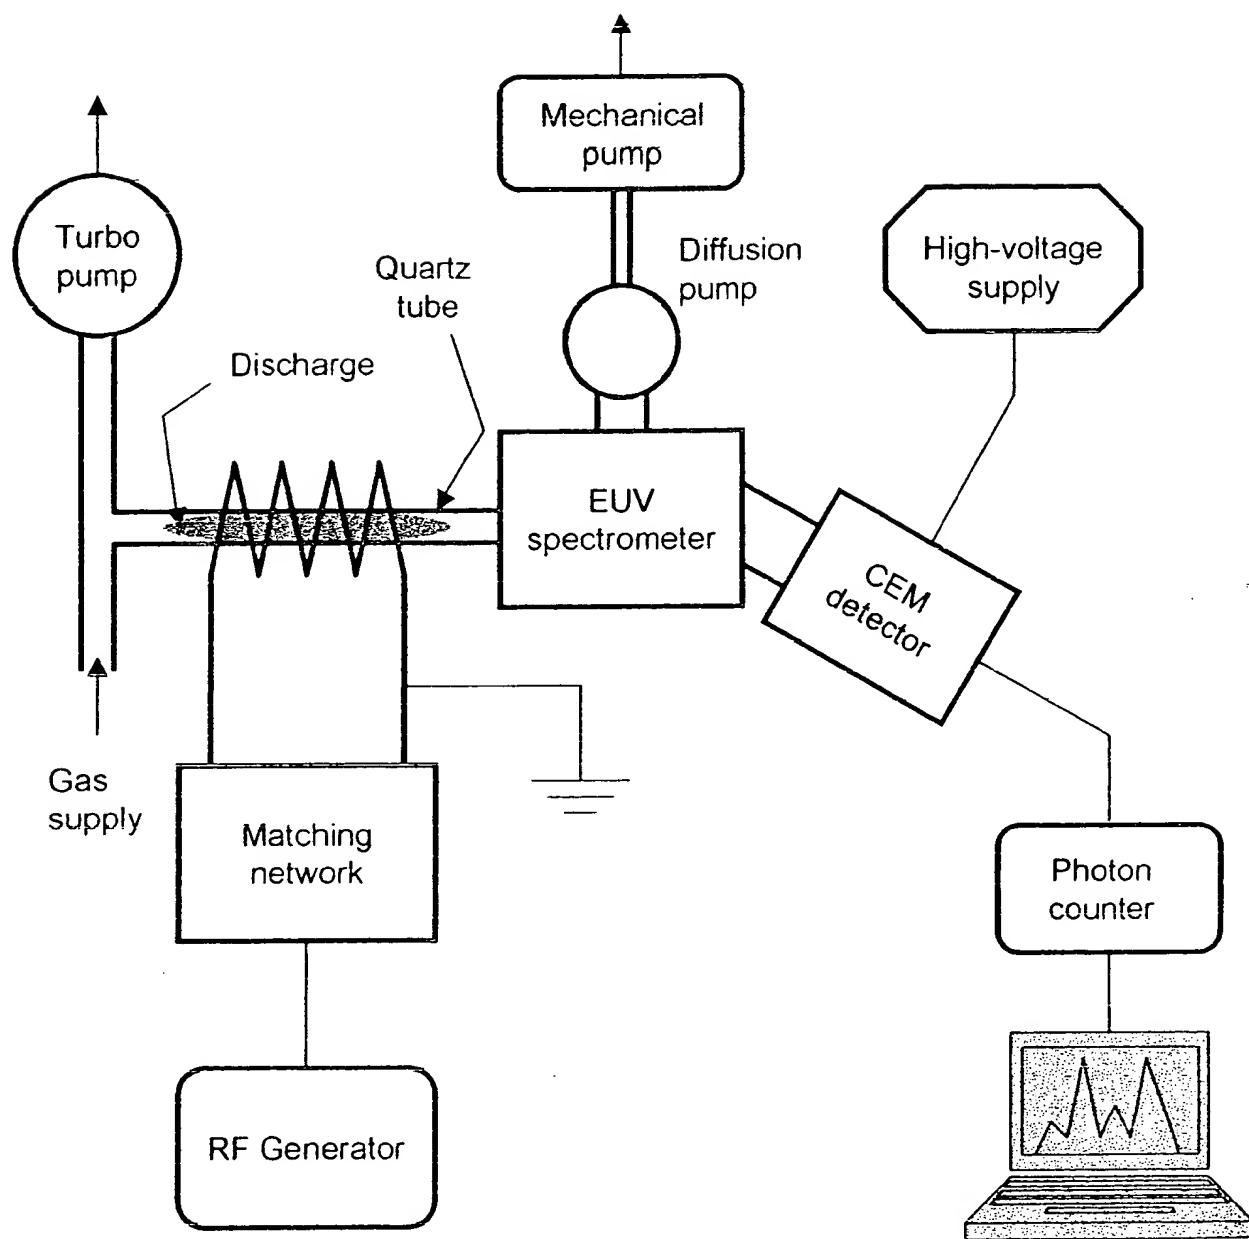 Mechanical
pump
Turbo
pump
Quartz
tube
Diffusion
pump
High-voltage
supply
Discharge
EUV
spectrometer
CEM
detector
Gas
supply
Matching
network
Photon
counter
RF Generator